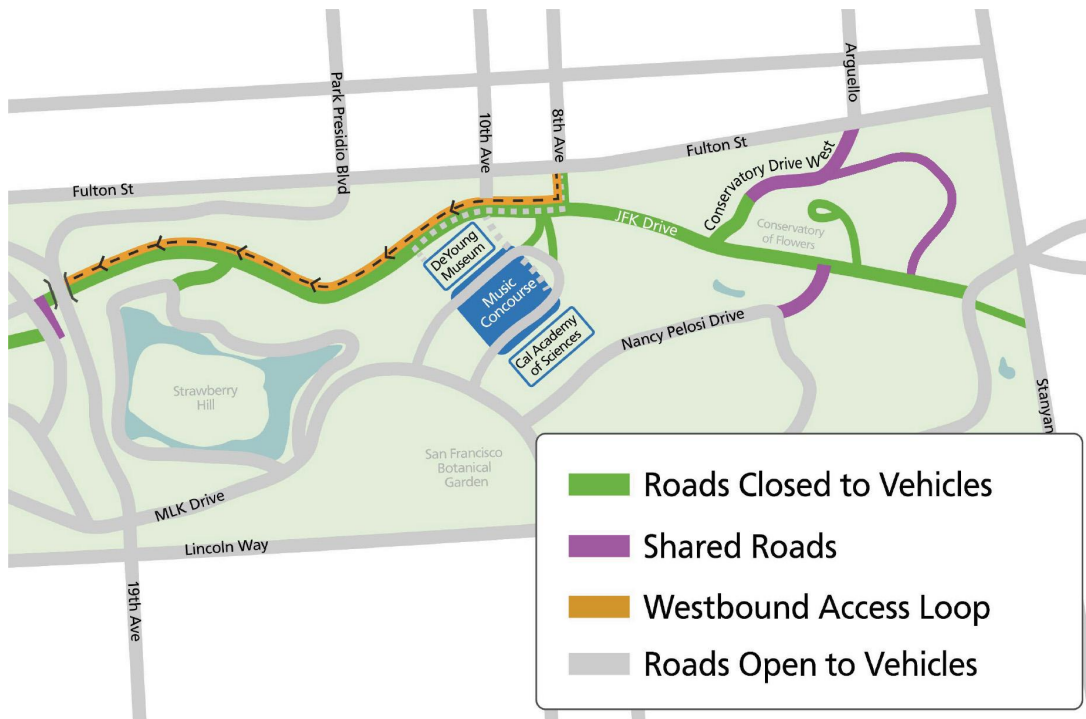 Park Presidio Blvd
10th Ave
8th Ave
Arguello
Fulton St
Fulton St
Conservatory Drive West
JFK Drive
Conservatory
of Flowers
DeYoung
Museum
Music
Concourse
Cal Academy
of Sciences
Nancy Pelosi Drive
Strawberry
Hill
Stanyan
San Francisco
Botanical
Garden
MLK Drive
Lincoln Way
19th Ave
Roads Closed to Vehicles
Shared Roads
Westbound Access Loop
Roads Open to Vehicles